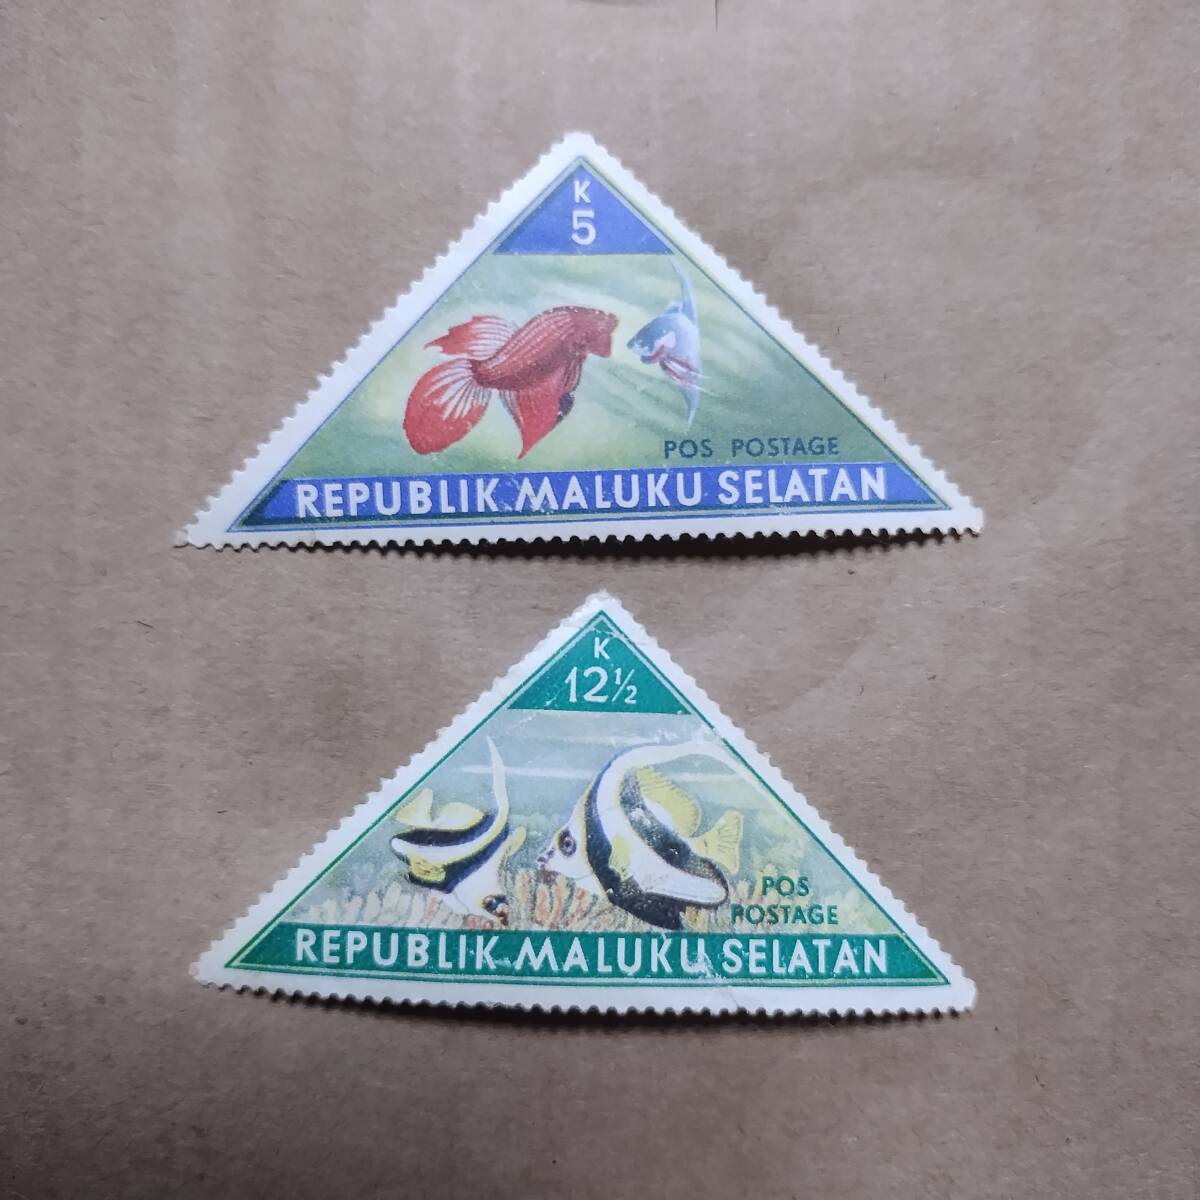 K
5
POS POSTAGE
REPUBLIK MALUKU SELATAN
K
12½
POS
POSTAGE
REPUBLIK MALUKU SELATAN